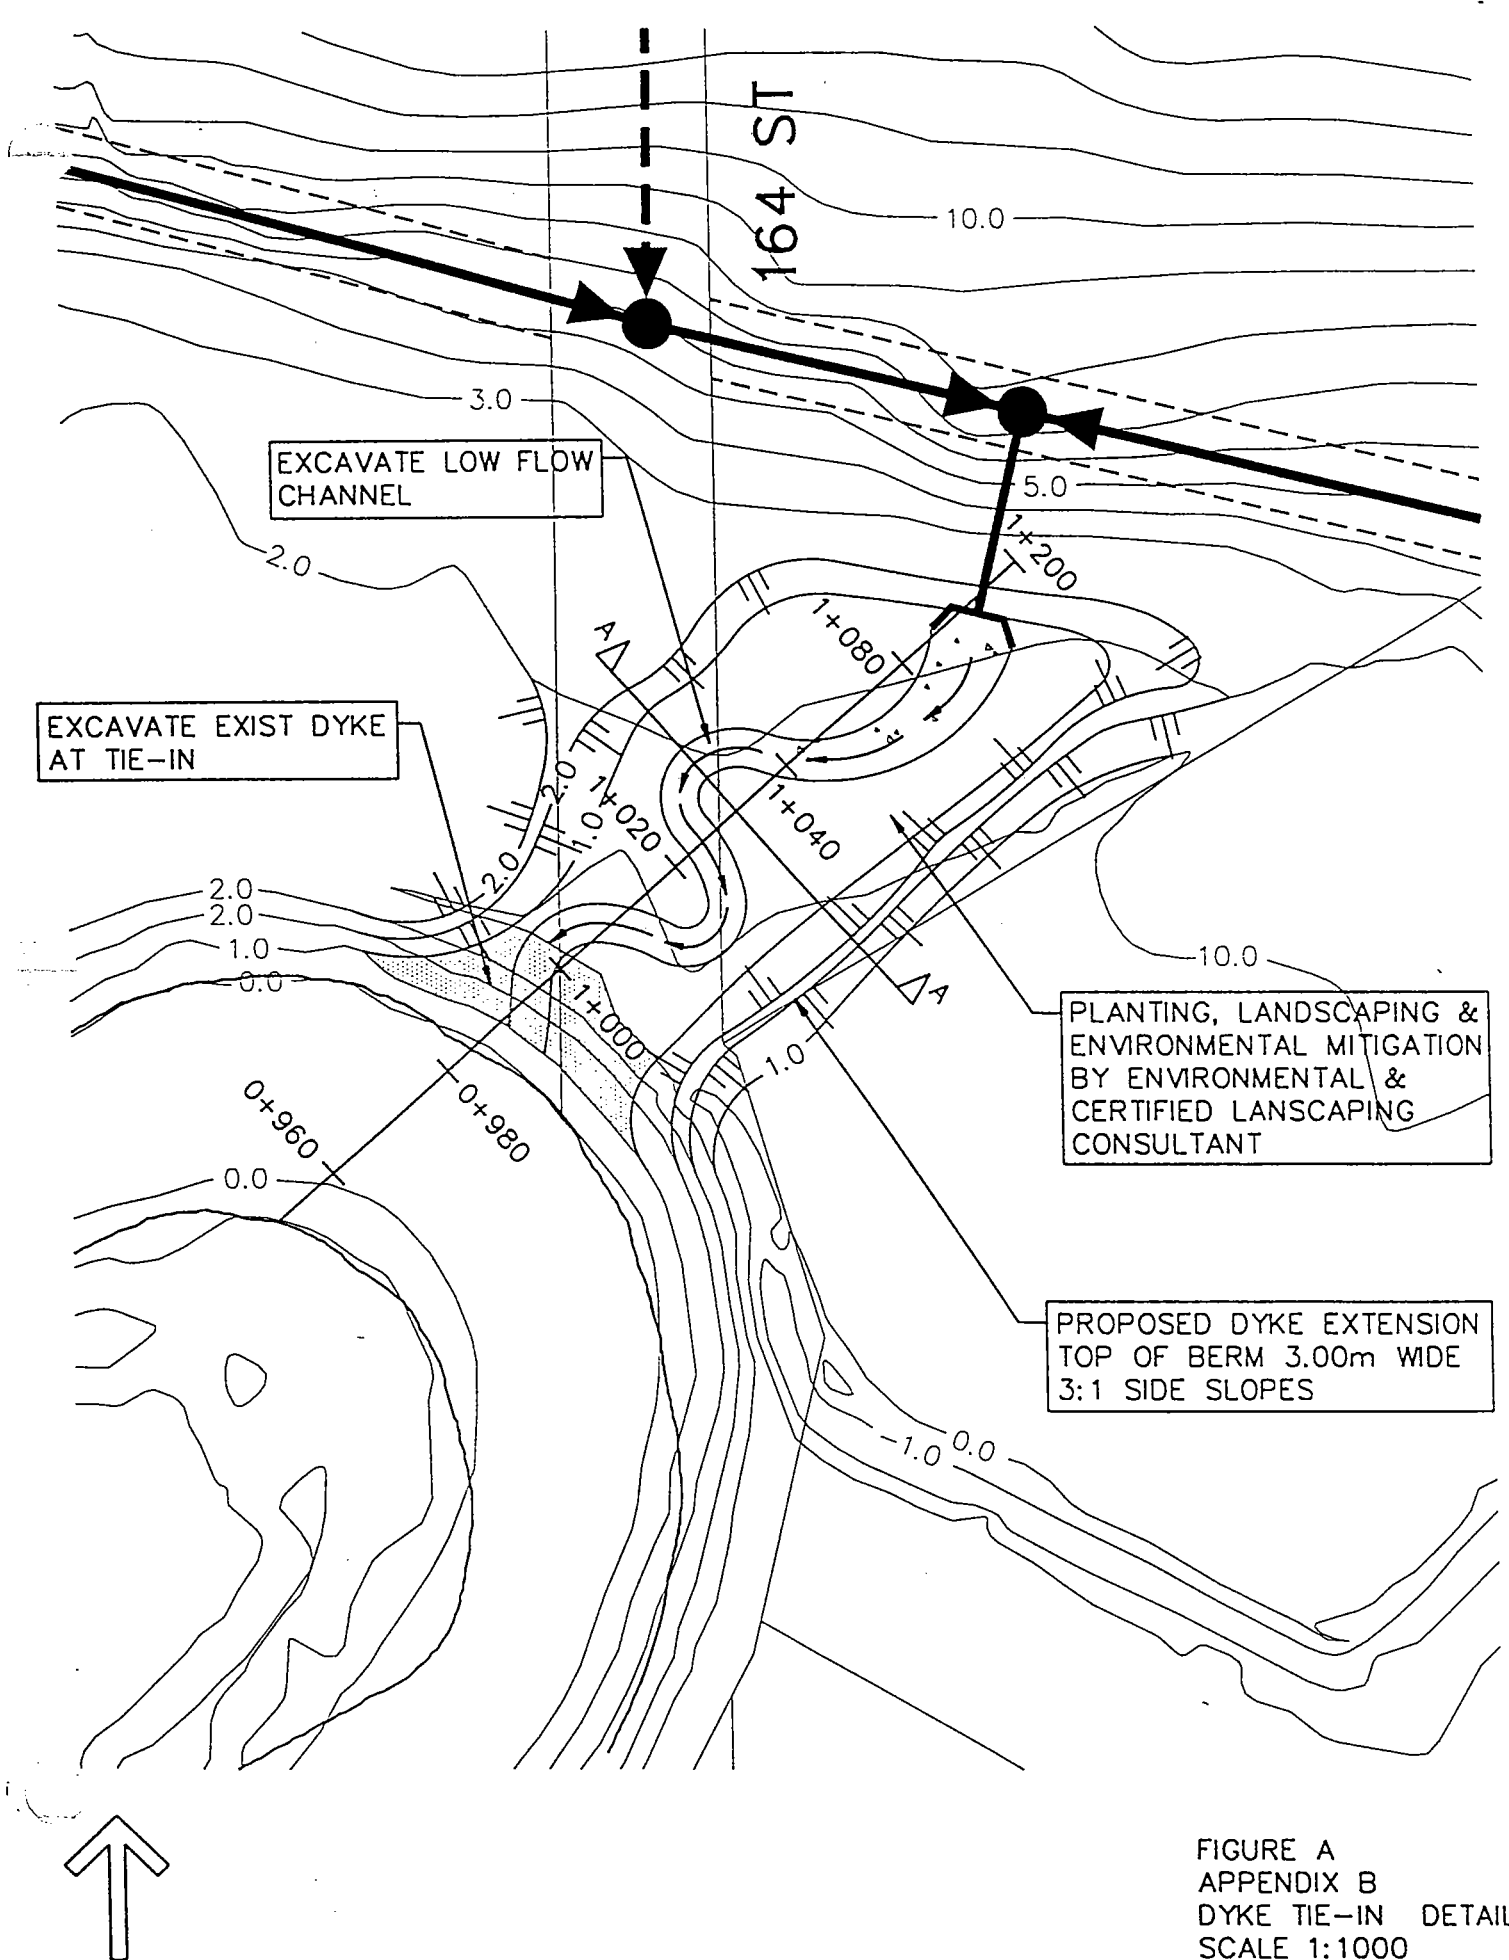 164 ST
10.0
3.0
EXCAVATE LOW FLOW
CHANNEL
5.0
2.0
1+200
1+080
A
EXCAVATE EXIST DYKE
AT TIE-IN
2.0
1.0
1+020
1+040
2.0
2.0
2.0
1.0
0.0
10.0
A
1+000
1.0
PLANTING, LANDSCAPING &
ENVIRONMENTAL MITIGATION
BY ENVIRONMENTAL &
CERTIFIED LANSCAPING
CONSULTANT
0+960
0+980
0.0
PROPOSED DYKE EXTENSION
TOP OF BERM 3.00m WIDE
3:1 SIDE SLOPES
-1.0
0.0
FIGURE A
APPENDIX B
DYKE TIE-IN DETAIL
SCALE 1:1000